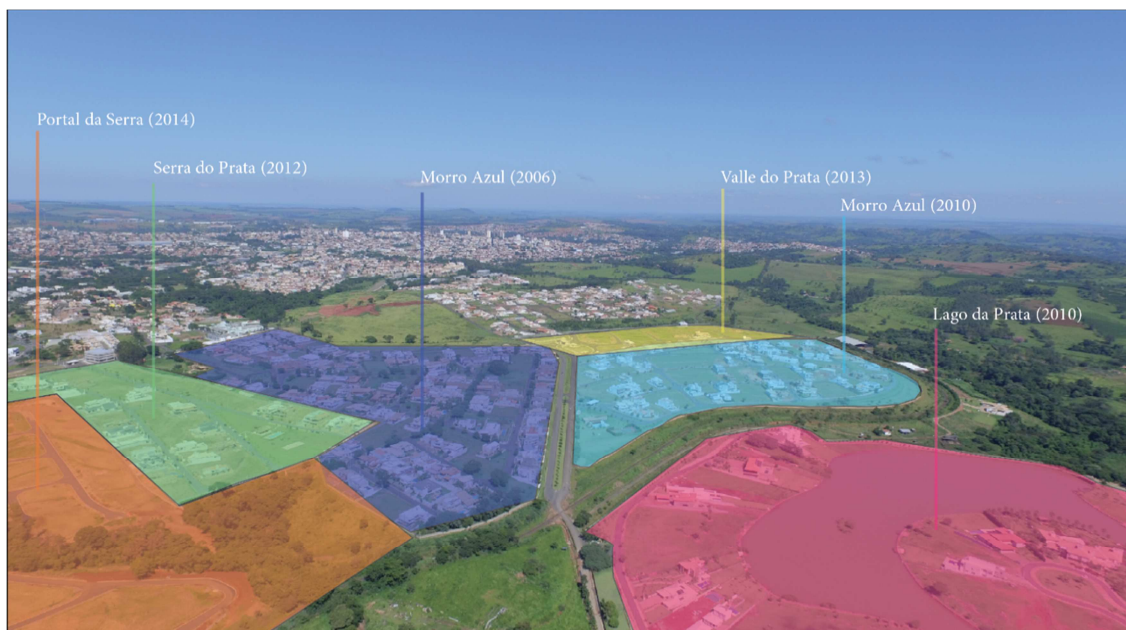 Portal da Serra (2014)
Serra do Prata (2012)
Morro Azul (2006)
Valle do Prata (2013)
Morro Azul (2010)
Lago da Prata (2010)